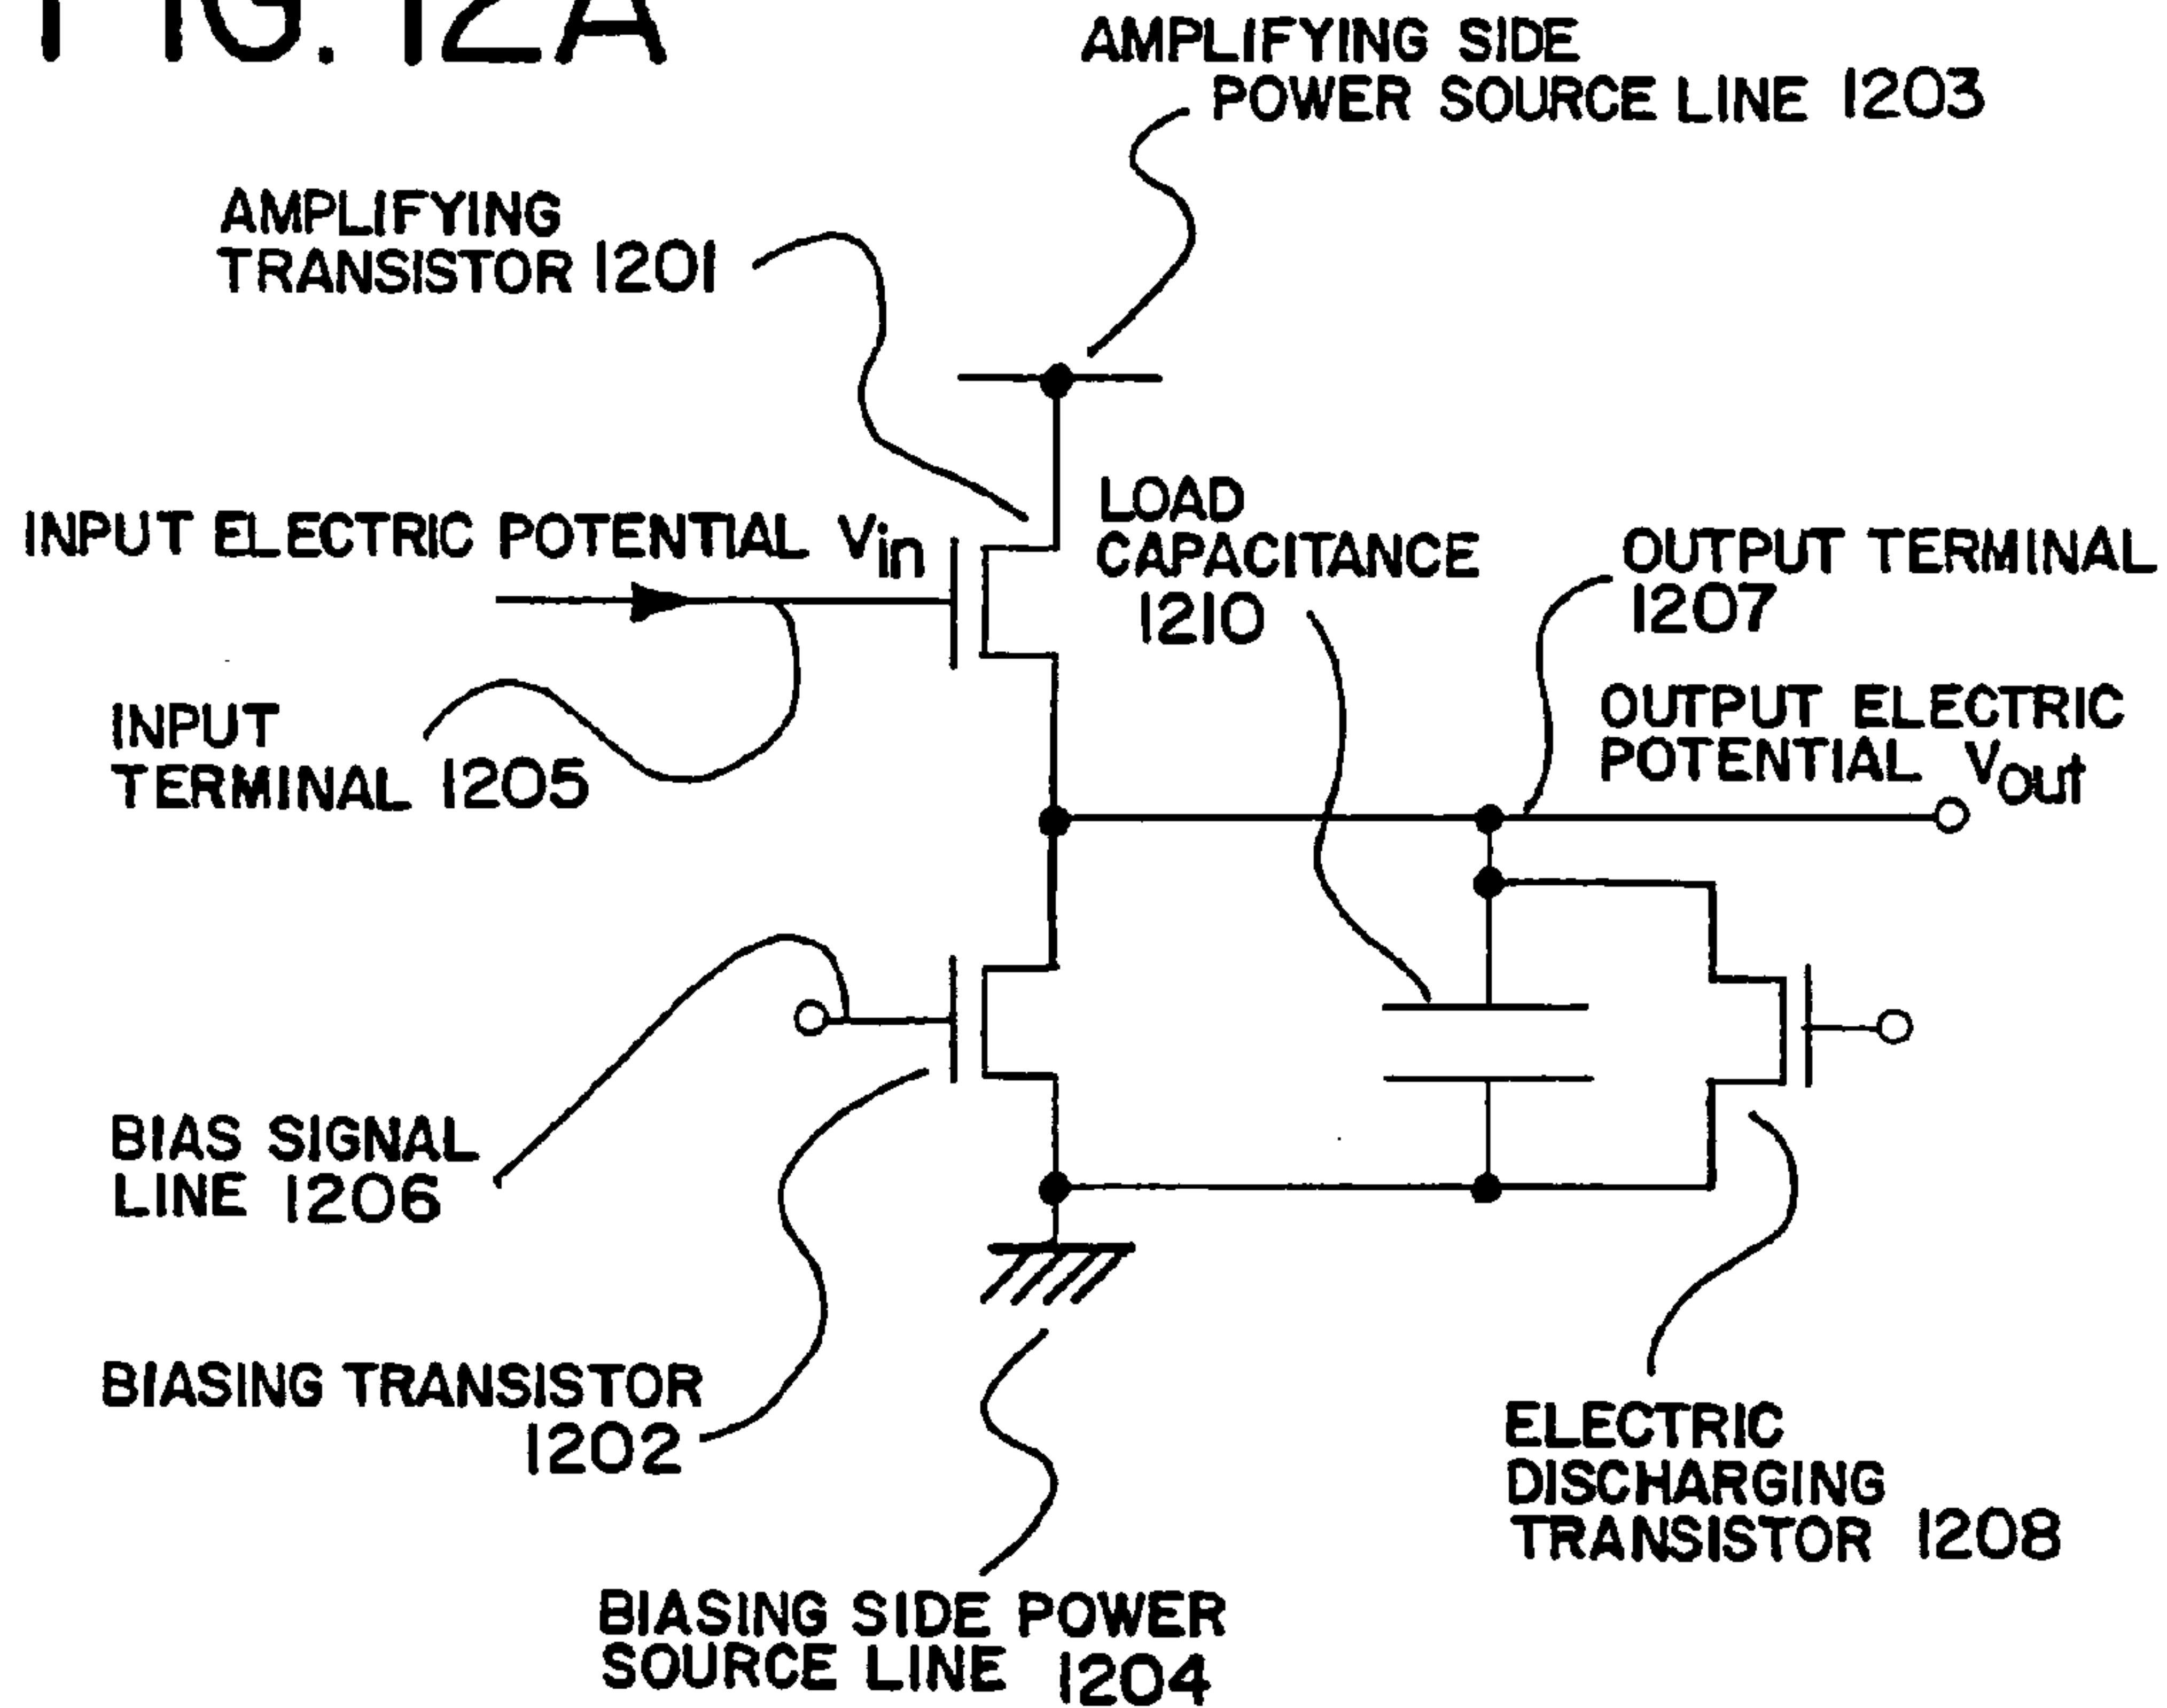 FIG. 12A
AMPLIFYING SIDE
POWER SOURCE LINE 1203
AMPLIFYING
TRANSISTOR 1201
INPUT ELECTRIC POTENTIAL Vin
LOAD
CAPACITANCE
1210
OUTPUT TERMINAL
1207
OUTPUT ELECTRIC
POTENTIAL Vout
INPUT
TERMINAL 1205
BIAS SIGNAL
LINE 1206
BIASING TRANSISTOR
1202
ELECTRIC
DISCHARGING
TRANSISTOR 1208
BIASING SIDE POWER
SOURCE LINE 1204